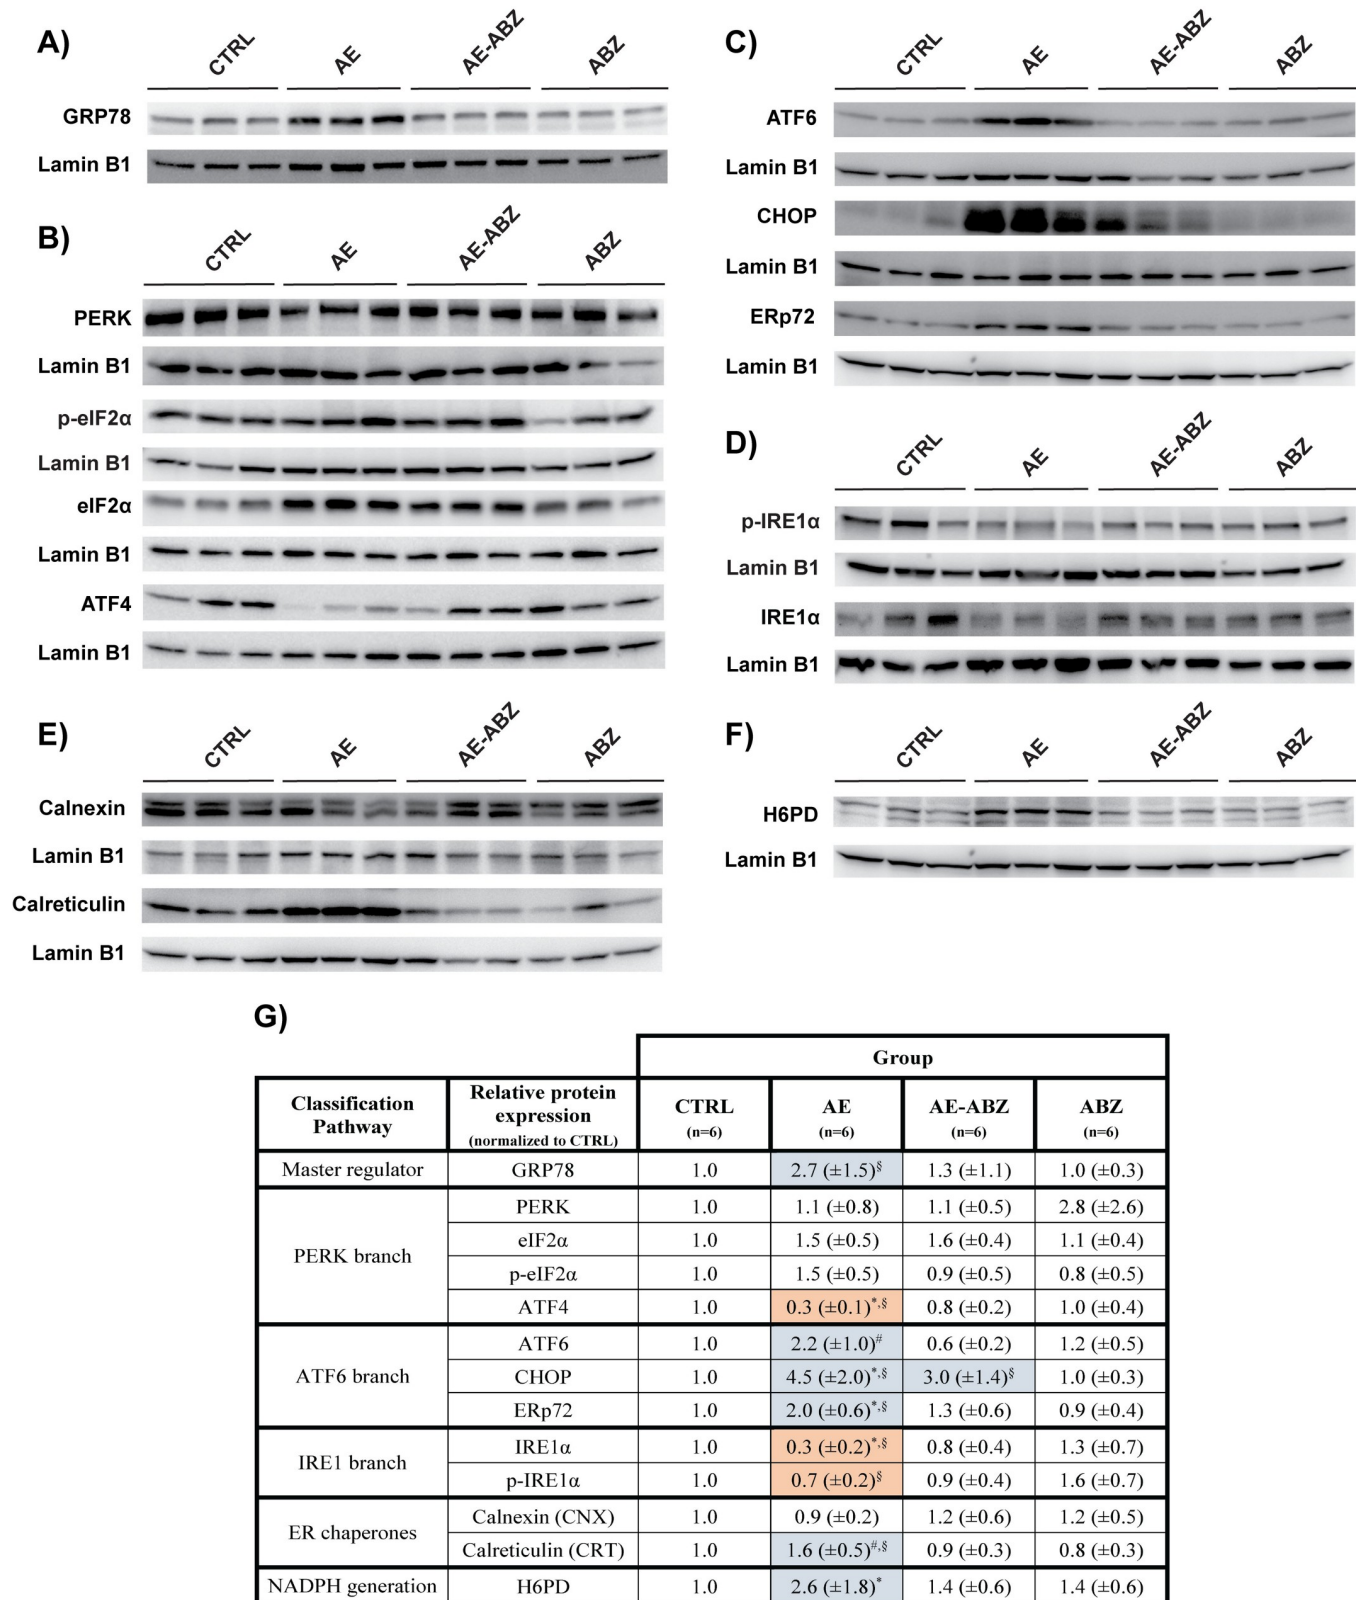 A)
CTRL AE AE-ABZ ABZ
GRP78
Lamin B1
B)
CTRL AE AE-ABZ ABZ
PERK
Lamin B1
p-eIF2α
Lamin B1
eIF2α
Lamin B1
ATF4
Lamin B1
C)
CTRL AE AE-ABZ ABZ
ATF6
Lamin B1
CHOP
Lamin B1
ERp72
Lamin B1
D)
CTRL AE AE-ABZ ABZ
p-IRE1α
Lamin B1
IRE1α
Lamin B1
E)
CTRL AE AE-ABZ ABZ
Calnexin
Lamin B1
Calreticulin
Lamin B1
F)
CTRL AE AE-ABZ ABZ
H6PD
Lamin B1
G)
Group
Classification Pathway Relative protein expression (normalized to CTRL) CTRL (n=6) AE (n=6) AE-ABZ (n=6) ABZ (n=6)
Master regulator GRP78 1.0 2.7 (±1.5)§ 1.3 (±1.1) 1.0 (±0.3)
PERK branch PERK 1.0 1.1 (±0.8) 1.1 (±0.5) 2.8 (±2.6)
eIF2α 1.0 1.5 (±0.5) 1.6 (±0.4) 1.1 (±0.4)
p-eIF2α 1.0 1.5 (±0.5) 0.9 (±0.5) 0.8 (±0.5)
ATF4 1.0 0.3 (±0.1)*,§ 0.8 (±0.2) 1.0 (±0.4)
ATF6 branch ATF6 1.0 2.2 (±1.0)# 0.6 (±0.2) 1.2 (±0.5)
CHOP 1.0 4.5 (±2.0)*,§ 3.0 (±1.4)§ 1.0 (±0.3)
ERp72 1.0 2.0 (±0.6)*,§ 1.3 (±0.6) 0.9 (±0.4)
IRE1 branch IRE1α 1.0 0.3 (±0.2)*,§ 0.8 (±0.4) 1.3 (±0.7)
p-IRE1α 1.0 0.7 (±0.2)§ 0.9 (±0.4) 1.6 (±0.7)
ER chaperones Calnexin (CNX) 1.0 0.9 (±0.2) 1.2 (±0.6) 1.2 (±0.5)
Calreticulin (CRT) 1.0 1.6 (±0.5)#,§ 0.9 (±0.3) 0.8 (±0.3)
NADPH generation H6PD 1.0 2.6 (±1.8)* 1.4 (±0.6) 1.4 (±0.6)